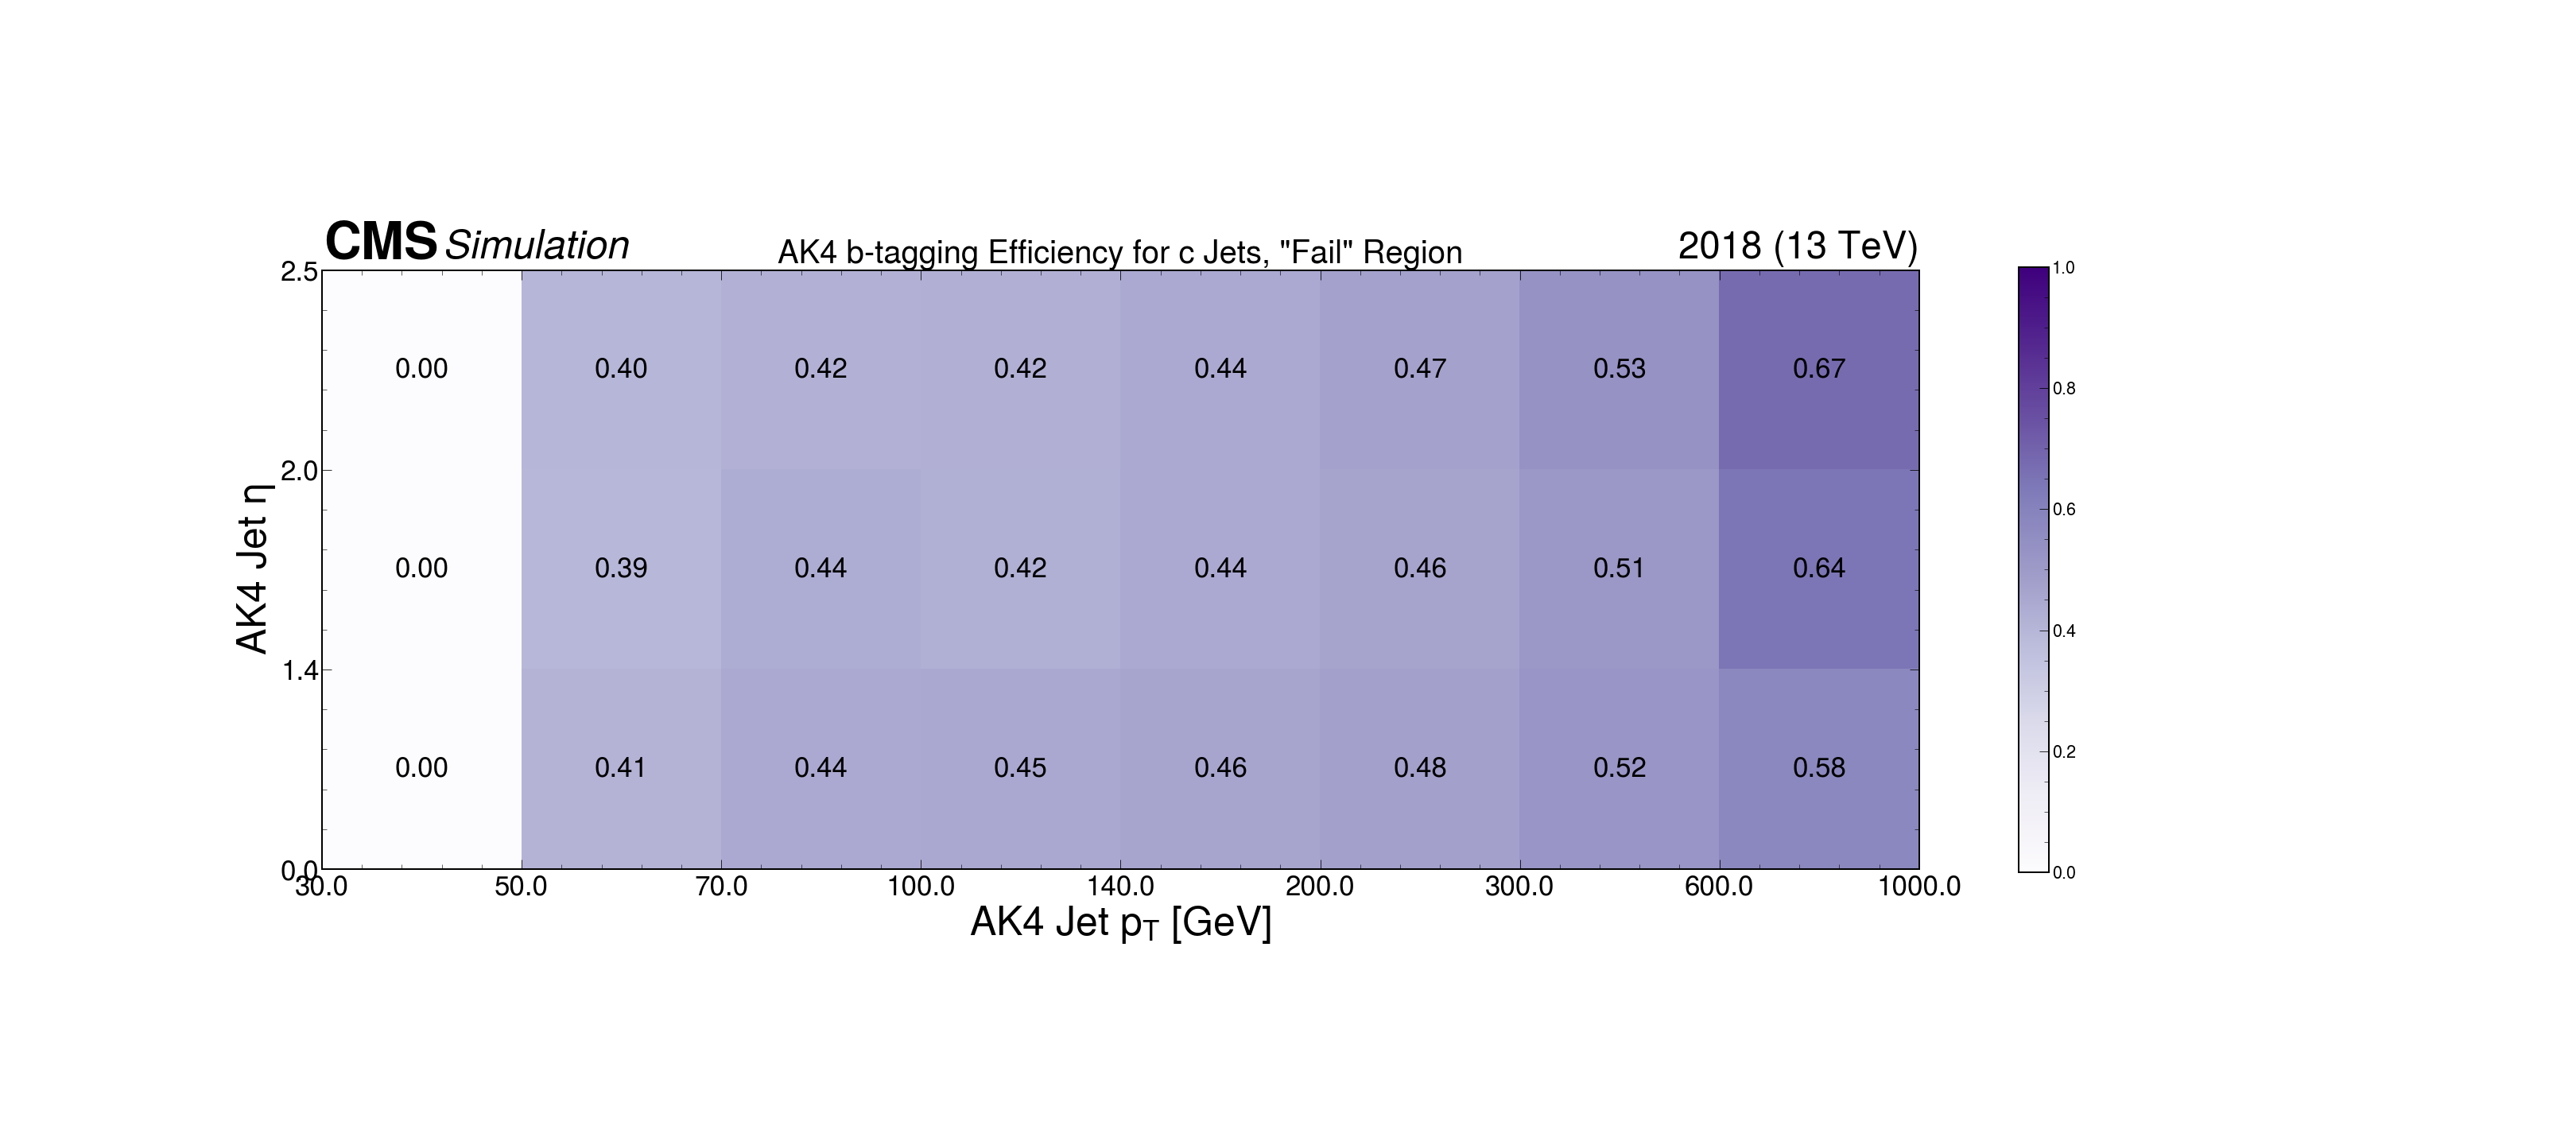 CMS Simulation
AK4 b-tagging Efficiency for c Jets, "Fail" Region
2018 (13 TeV)
2.5
2.0
1.4
0.0
AK4 Jet η
0.00 0.40 0.42 0.42 0.44 0.47 0.53 0.67
0.00 0.39 0.44 0.42 0.44 0.46 0.51 0.64
0.00 0.41 0.44 0.45 0.46 0.48 0.52 0.58
30.0 50.0 70.0 100.0 140.0 200.0 300.0 600.0 1000.0
AK4 Jet pT [GeV]
1.0
0.8
0.6
0.4
0.2
0.0